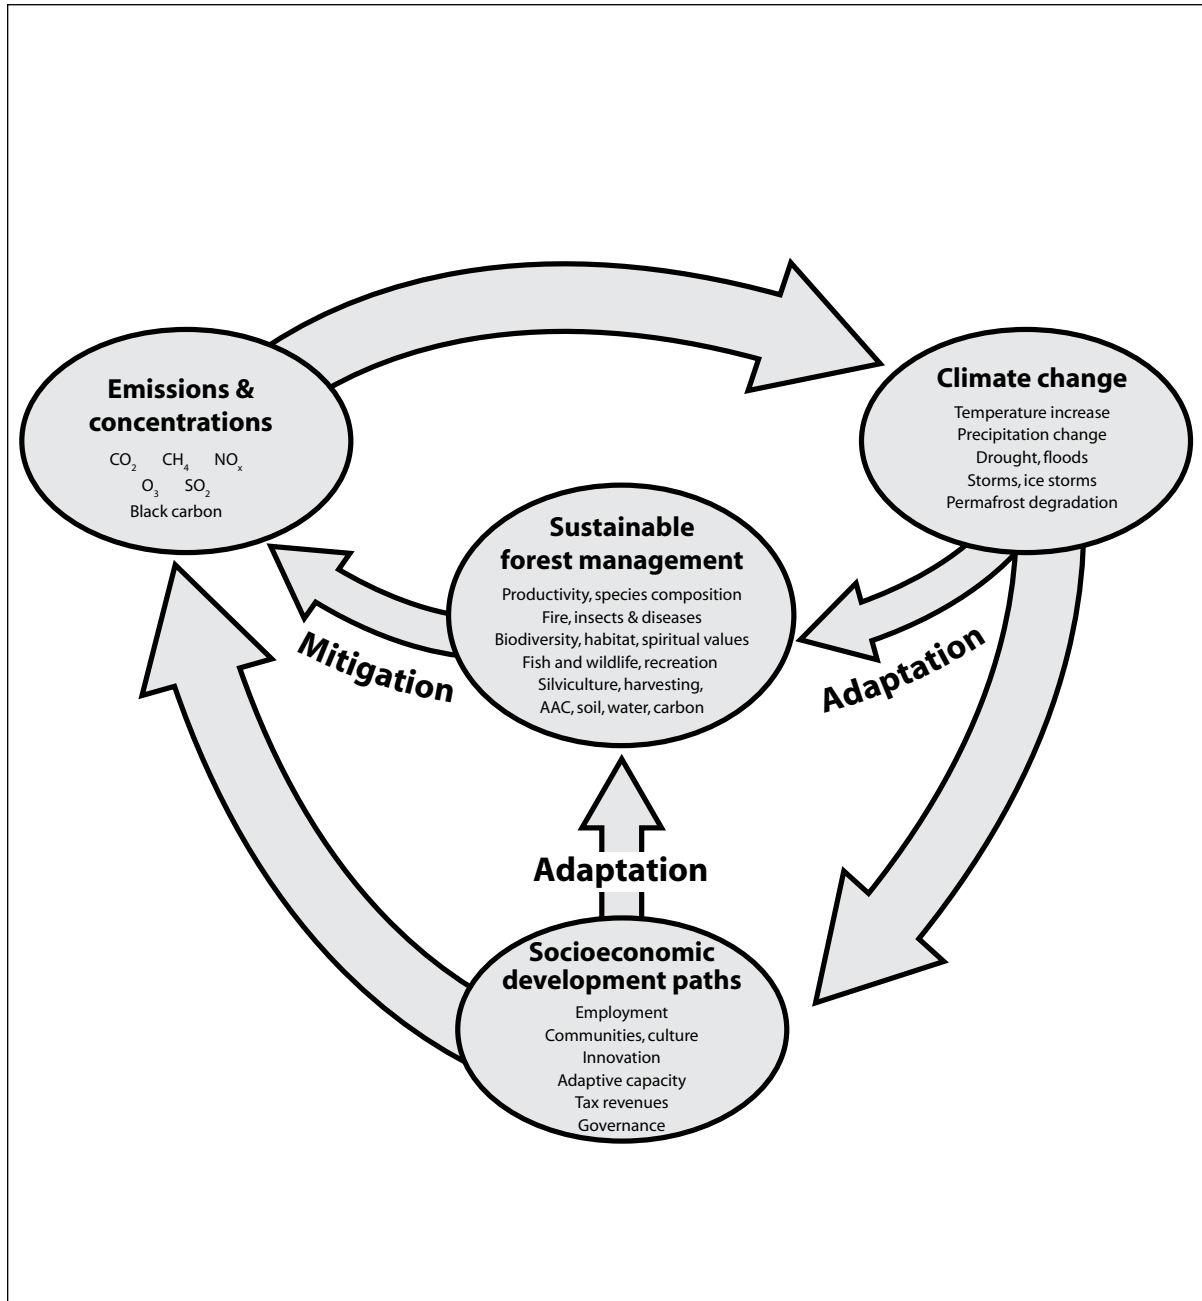 Emissions &
concentrations
CO₂ CH₄ NOₓ
O₃ SO₂
Black carbon
Climate change
Temperature increase
Precipitation change
Drought, floods
Storms, ice storms
Permafrost degradation
Sustainable
forest management
Productivity, species composition
Fire, insects & diseases
Biodiversity, habitat, spiritual values
Fish and wildlife, recreation
Silviculture, harvesting,
AAC, soil, water, carbon
Mitigation
Adaptation
Adaptation
Socioeconomic
development paths
Employment
Communities, culture
Innovation
Adaptive capacity
Tax revenues
Governance